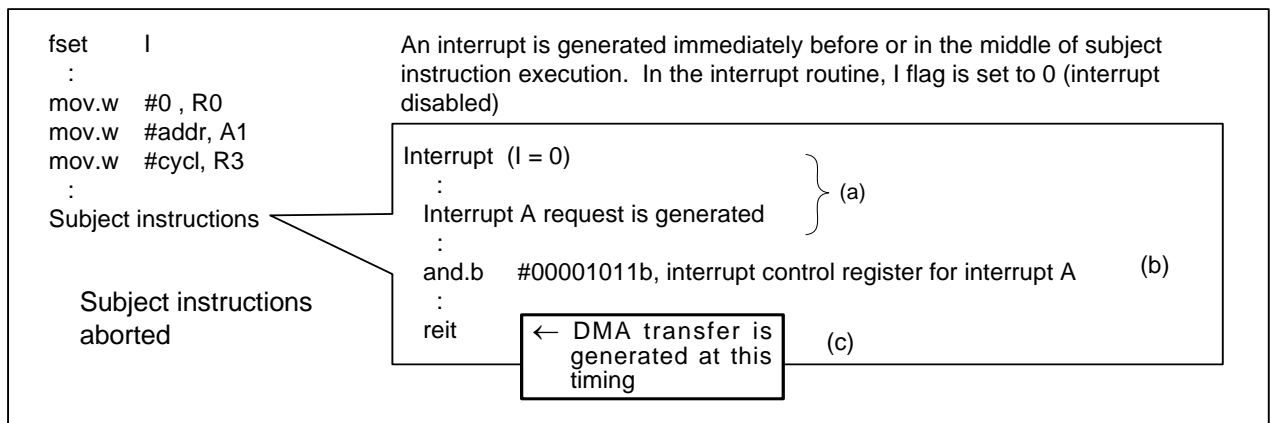 fset I
:
mov.w #0 , R0
mov.w #addr, A1
mov.w #cycl, R3
:
Subject instructions
Subject instructions
aborted
An interrupt is generated immediately before or in the middle of subject
instruction execution. In the interrupt routine, I flag is set to 0 (interrupt
disabled)
Interrupt (I = 0)
:
Interrupt A request is generated
(a)
:
and.b #00001011b, interrupt control register for interrupt A (b)
:
reit
← DMA transfer is
generated at this
timing
(c)